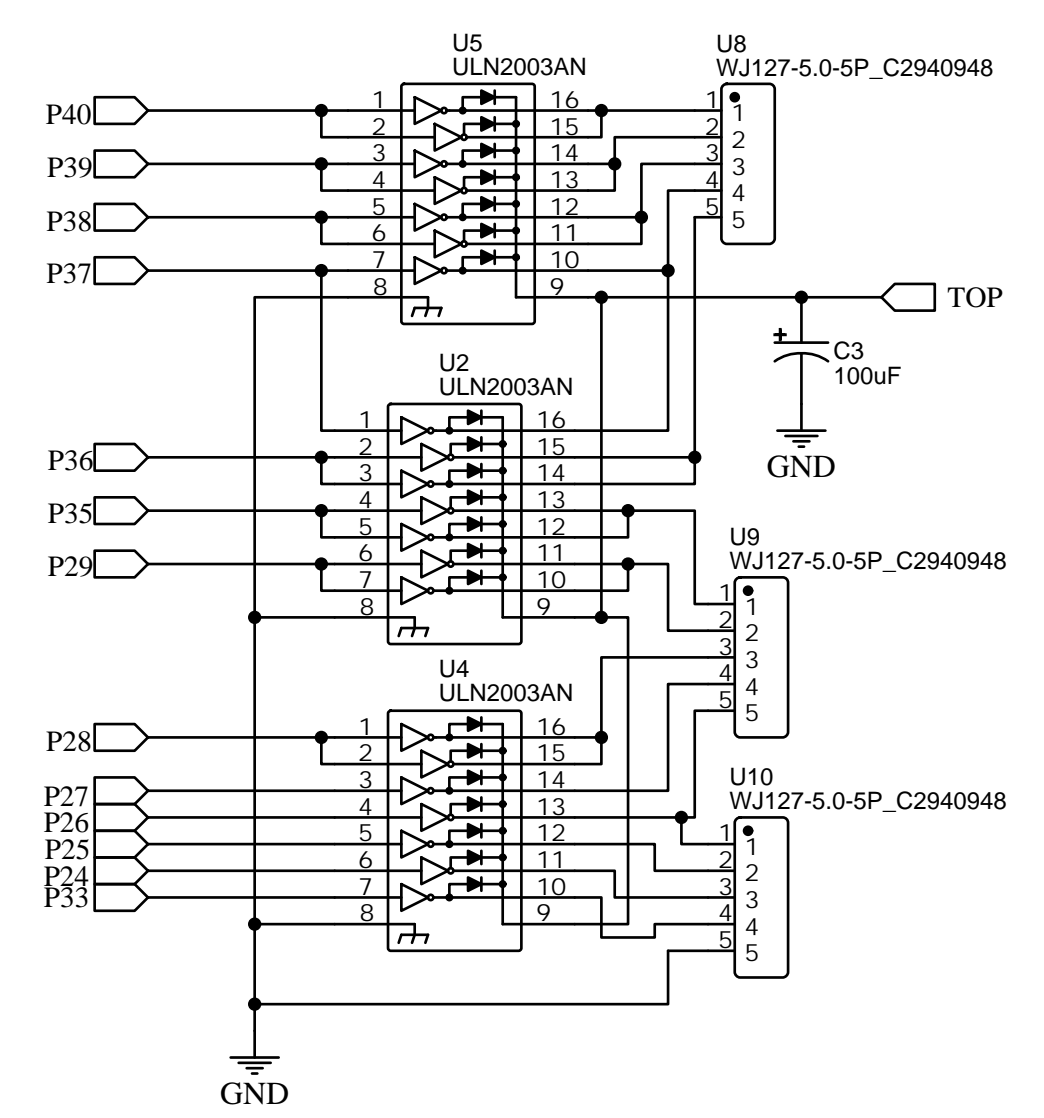 U5
ULN2003AN
U8
WJ127-5.0-5P_C2940948
P40
1
16
1
1
2
15
2
2
P39
3
14
3
3
4
13
4
4
P38
5
12
5
5
6
11
P37
7
10
8
9
TOP
+
C3
100uF
GND
U2
ULN2003AN
1
16
P36
2
15
3
14
P35
4
13
5
12
P29
6
11
7
10
8
9
U9
WJ127-5.0-5P_C2940948
1
1
2
2
3
3
4
4
5
5
U4
ULN2003AN
P28
1
16
2
15
P27
3
14
P26
4
13
P25
5
12
P24
6
11
P33
7
10
8
9
U10
WJ127-5.0-5P_C2940948
1
1
2
2
3
3
4
4
5
5
GND